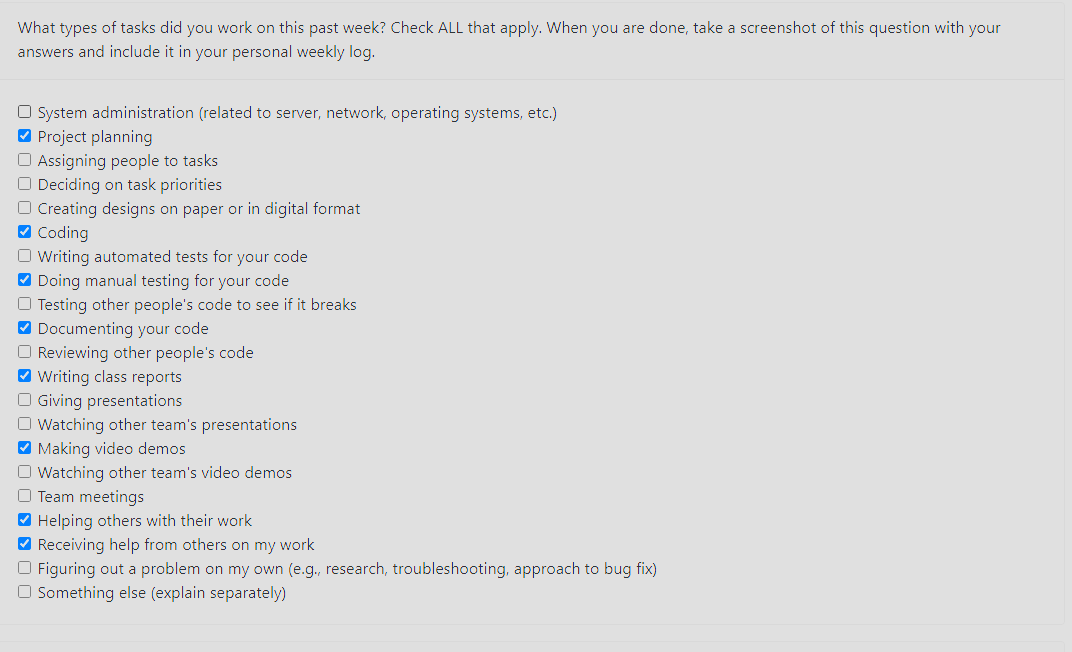 What types of tasks did you work on this past week? Check ALL that apply. When you are done, take a screenshot of this question with your
answers and include it in your personal weekly log.
System administration (related to server, network, operating systems, etc.)
Project planning
Assigning people to tasks
Deciding on task priorities
Creating designs on paper or in digital format
Coding
Writing automated tests for your code
Doing manual testing for your code
Testing other people's code to see if it breaks
Documenting your code
Reviewing other people's code
Writing class reports
Giving presentations
Watching other team's presentations
Making video demos
Watching other team's video demos
Team meetings
Helping others with their work
Receiving help from others on my work
Figuring out a problem on my own (e.g., research, troubleshooting, approach to bug fix)
Something else (explain separately)